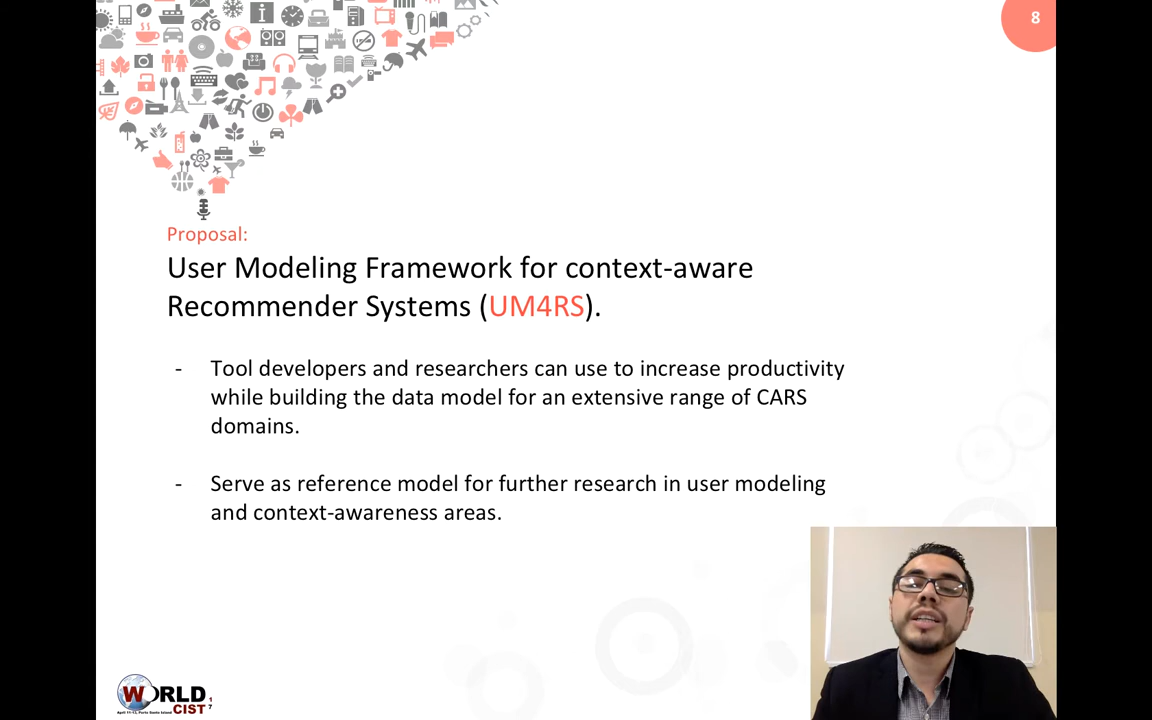 8
Proposal:
User Modeling Framework for context-aware
Recommender Systems (UM4RS).
- Tool developers and researchers can use to increase productivity
while building the data model for an extensive range of CARS
domains.
- Serve as reference model for further research in user modeling
and context-awareness areas.
WORLD
CIST
17